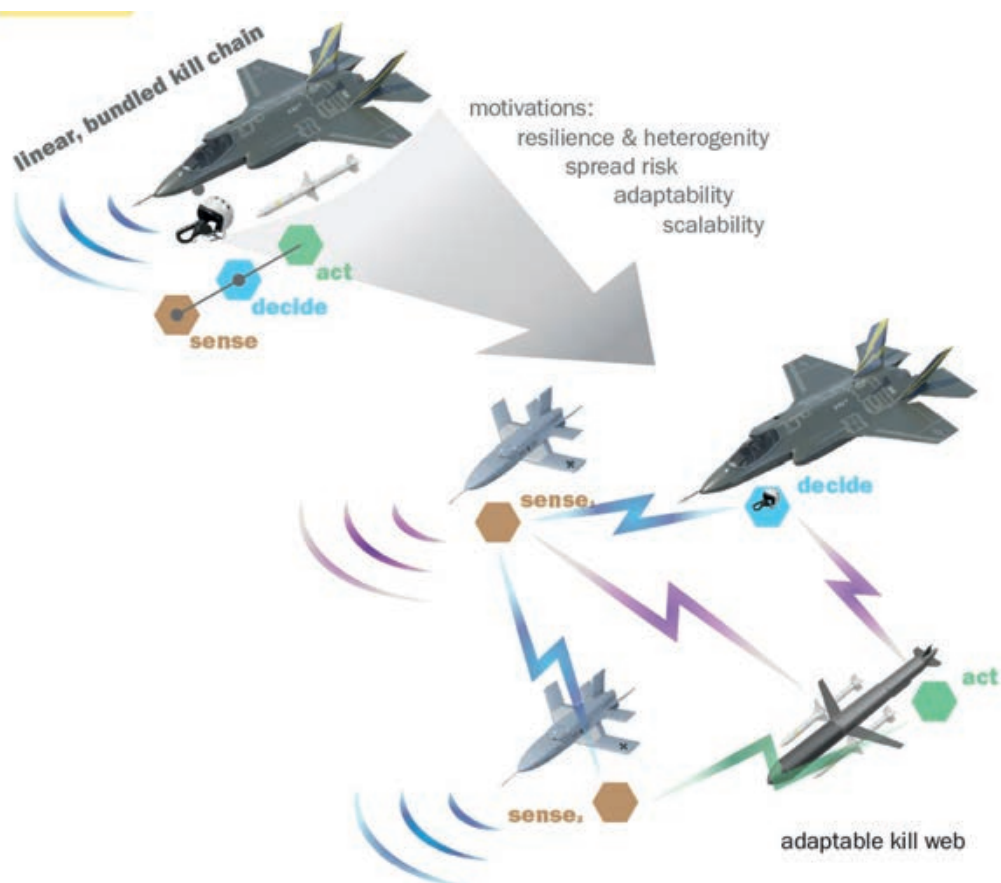 linear, bundled kill chain
motivations:
resilience & heterogenity
spread risk
adaptability
scalability
act
decide
sense
decide
sense₁
act
sense₂
adaptable kill web